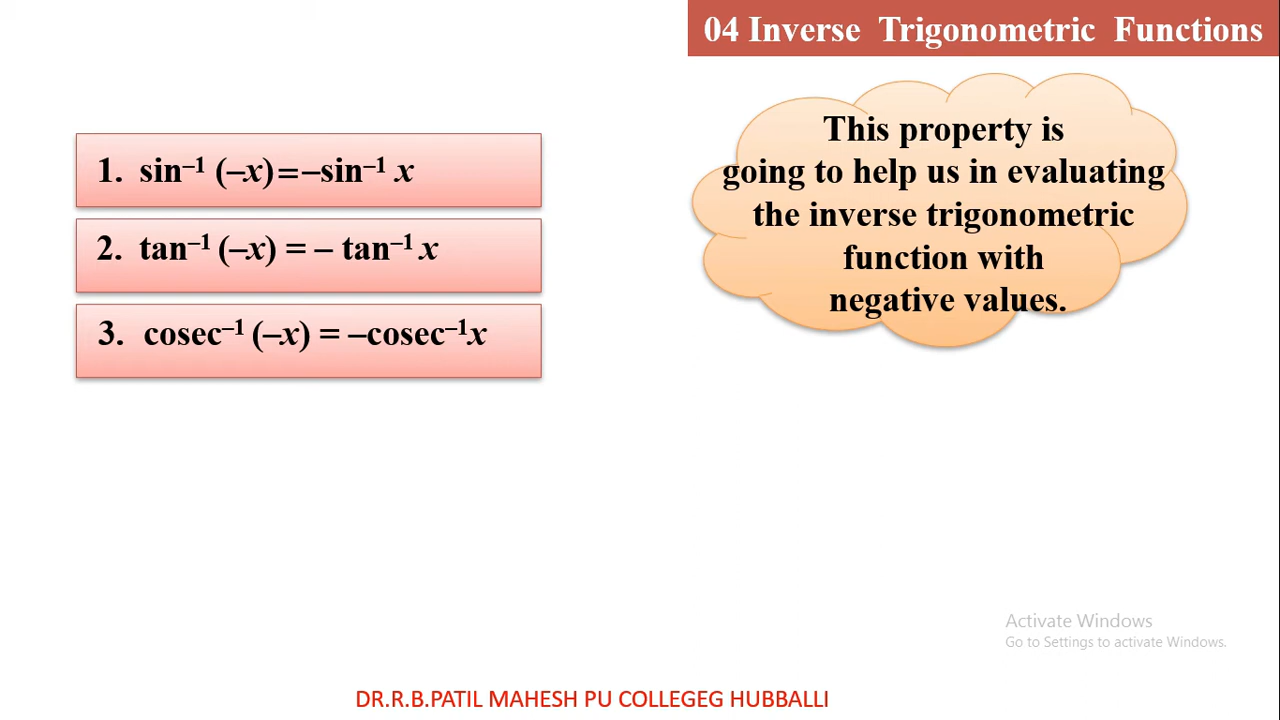 04 Inverse Trigonometric Functions
1. sin⁻¹ (–x)=–sin⁻¹ x
2. tan⁻¹ (–x) = – tan⁻¹ x
3. cosec⁻¹ (–x) = –cosec⁻¹x
This property is
going to help us in evaluating
the inverse trigonometric
function with
negative values.
Activate Windows
Go to Settings to activate Windows.
DR.R.B.PATIL MAHESH PU COLLEGEG HUBBALLI